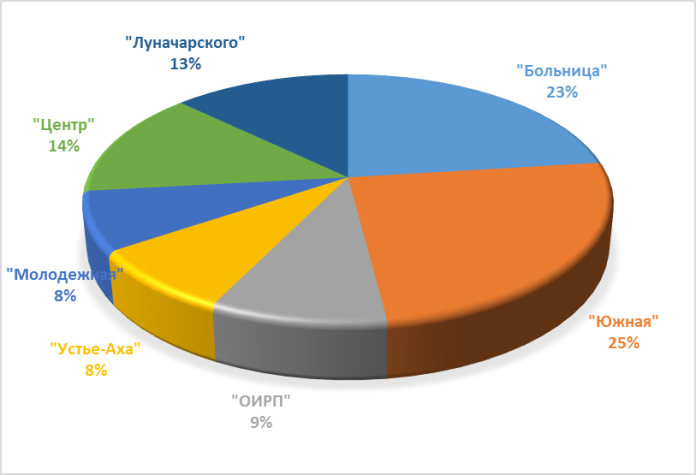 "Луначарского"
13%
"Больница"
23%
"Центр"
14%
"Молодежная"
8%
"Южная"
25%
"Устье-Аха"
8%
"ОИРП"
9%